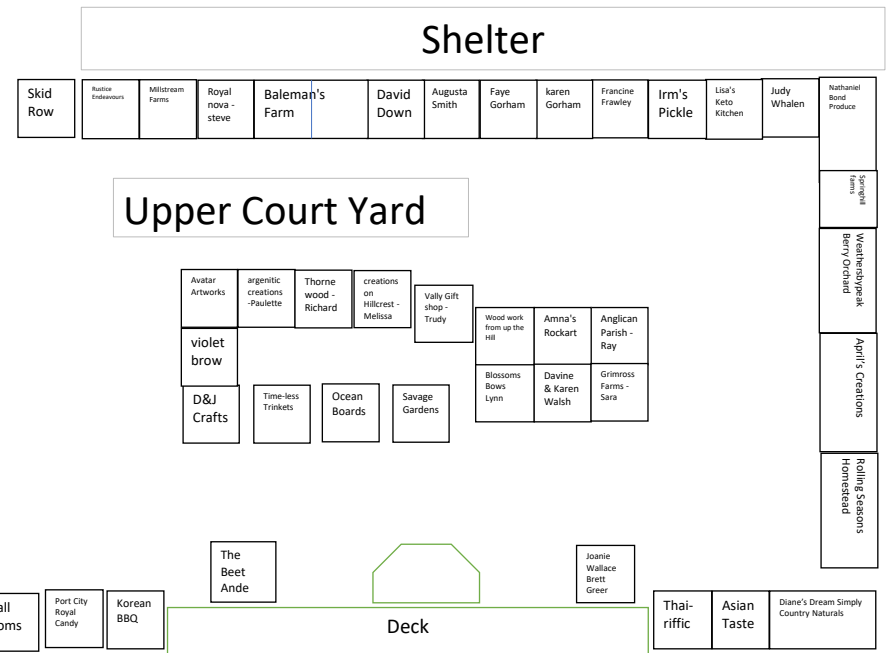 Shelter
Skid
Row
Rustice
Endeavours
Millstream
Farms
Royal
nova -
steve
Baleman's
Farm
David
Down
Augusta
Smith
Faye
Gorham
karen
Gorham
Francine
Frawley
Irm's
Pickle
Lisa's
Keto
Kitchen
Judy
Whalen
Nathaniel
Bond
Produce
Springhill
farms
Weathersbypeak
Berry Orchard
April's Creations
Rolling Seasons
Homestead
Upper Court Yard
Avatar
Artworks
argenitic
creations
-Paulette
Thorne
wood -
Richard
creations
on
Hillcrest -
Melissa
Vally Gift
shop -
Trudy
Wood work
from up the
Hill
Amna's
Rockart
Anglican
Parish -
Ray
violet
brow
Blossoms
Bows
Lynn
Davine
& Karen
Walsh
Grimross
Farms -
Sara
D&J
Crafts
Time-less
Trinkets
Ocean
Boards
Savage
Gardens
The
Beet
Ande
Joanie
Wallace
Brett
Greer
Port City
Royal
Candy
Korean
BBQ
Deck
Thai-
riffic
Asian
Taste
Diane's Dream Simply
Country Naturals